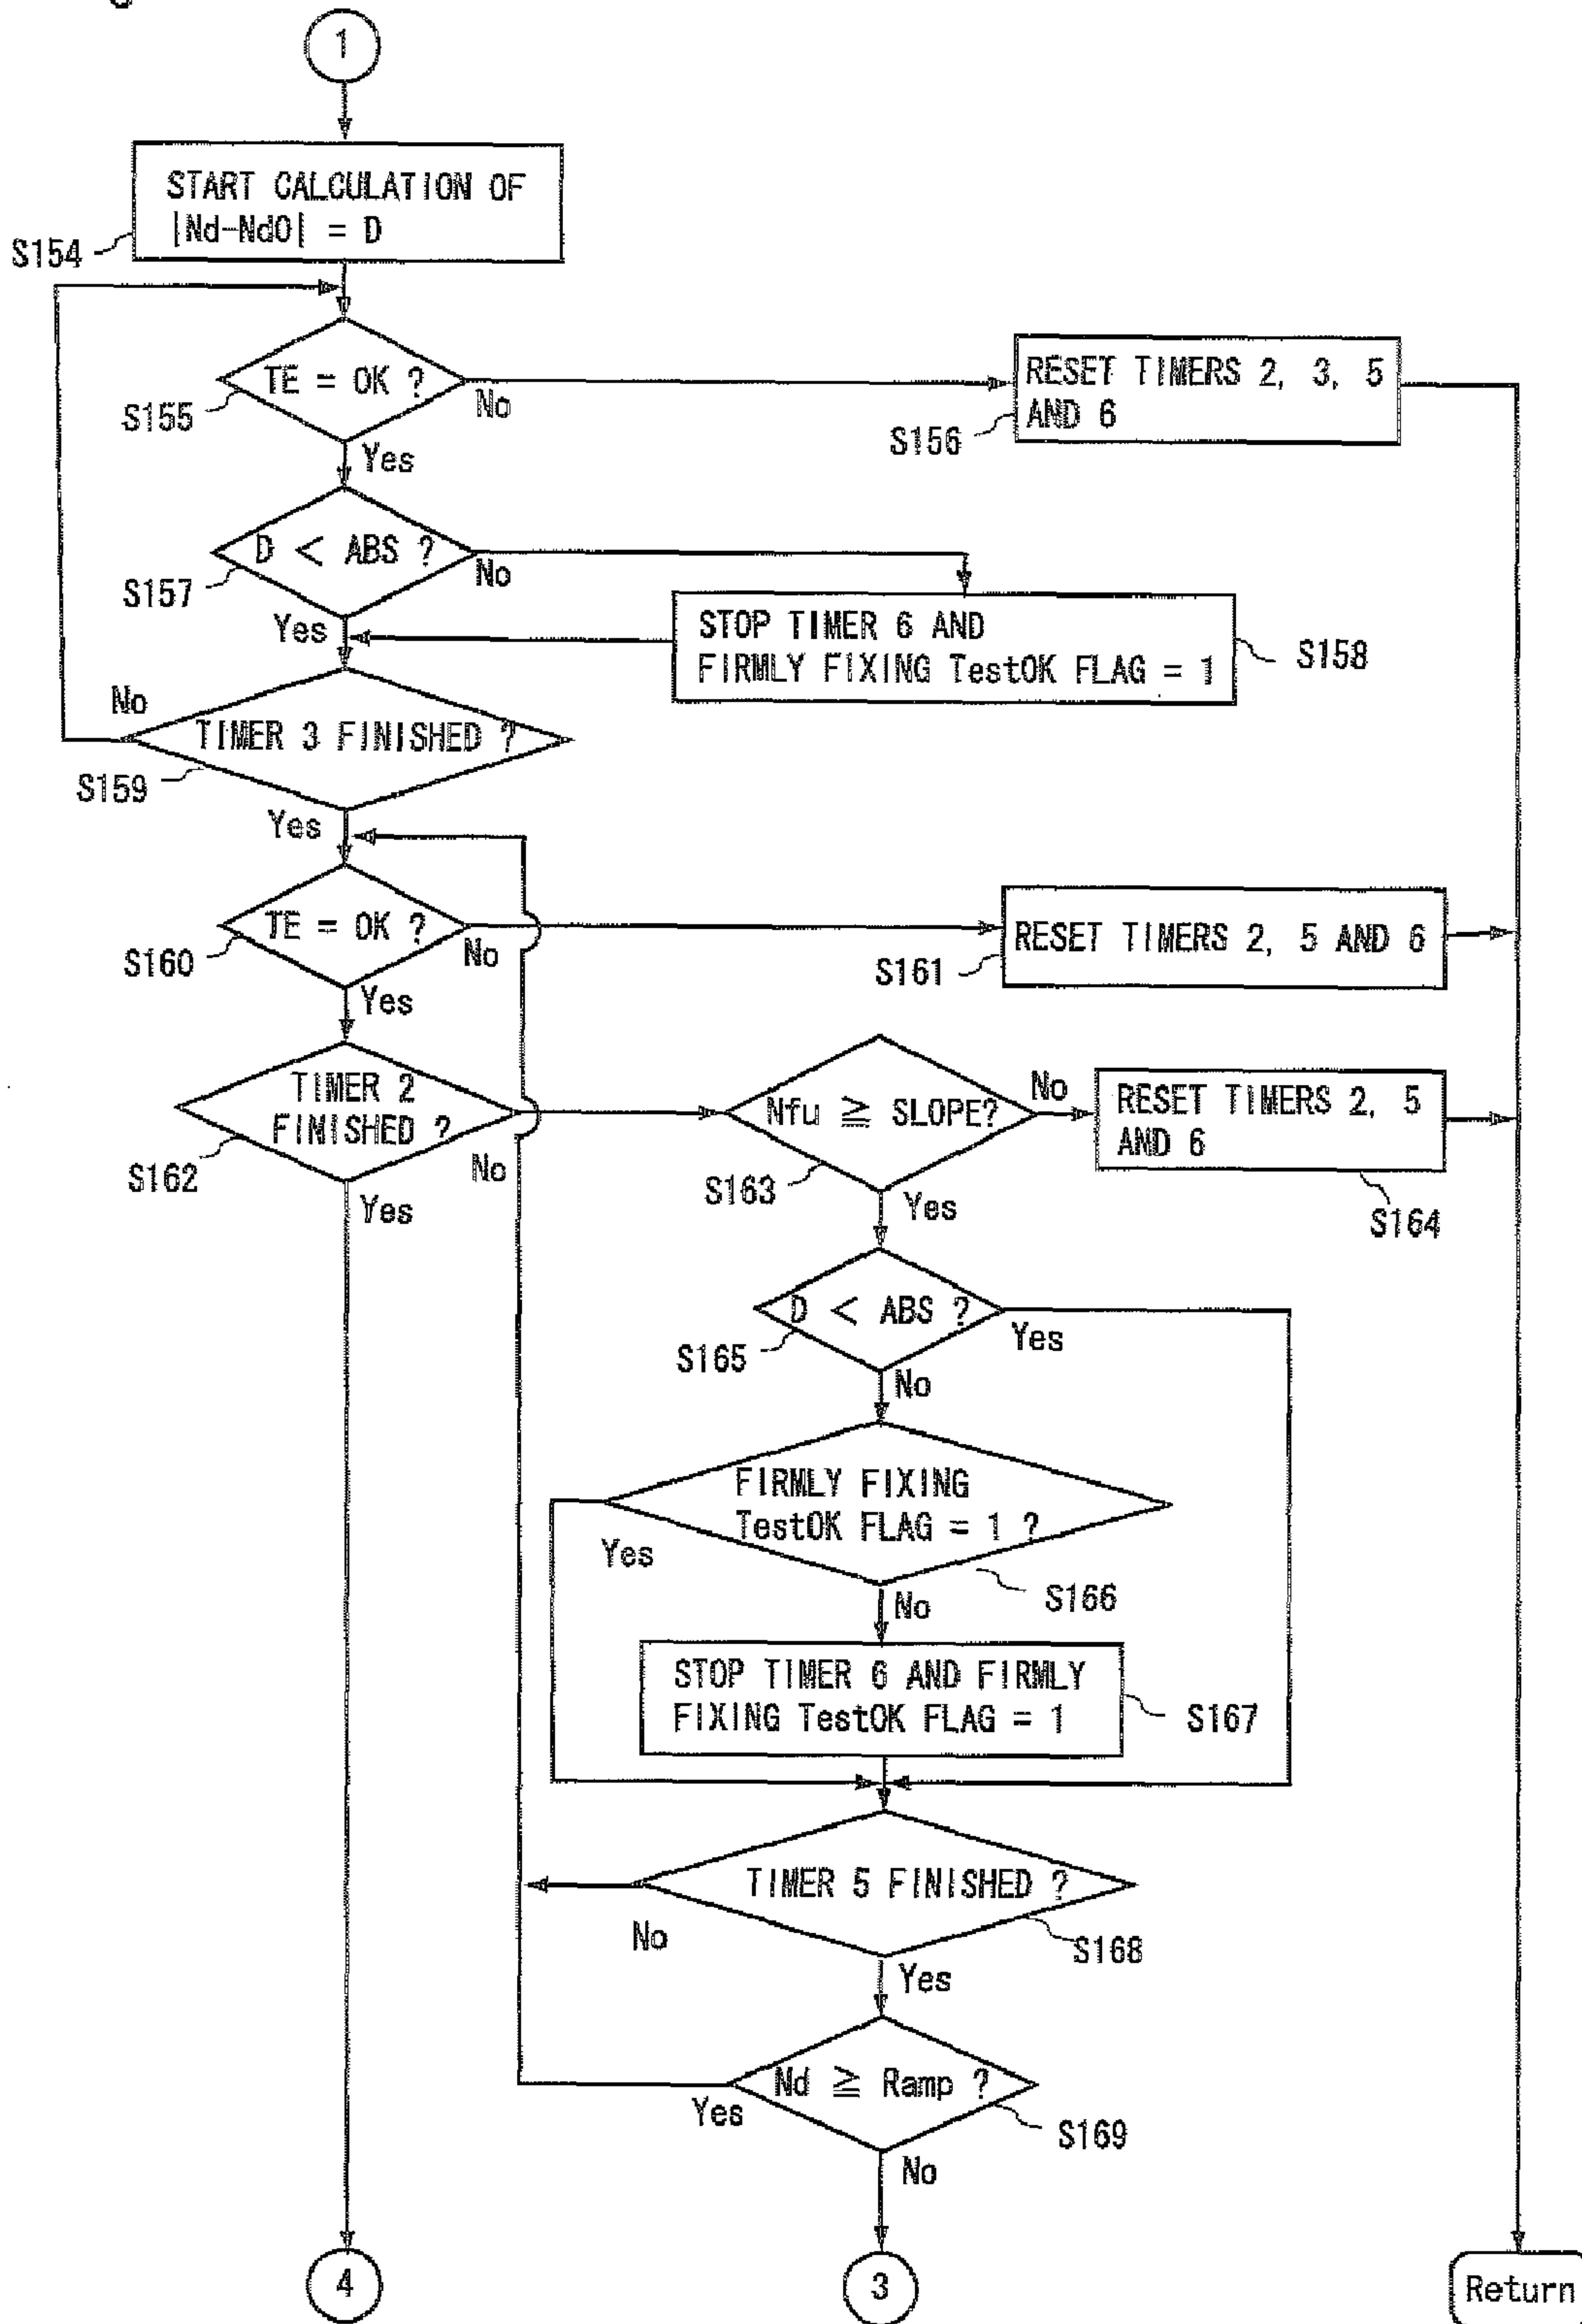 1
START CALCULATION OF
|Nd-Nd0| = D
S154
TE = OK ?
S155
No
Yes
RESET TIMERS 2, 3, 5
AND 6
S156
D < ABS ?
S157
No
Yes
STOP TIMER 6 AND
FIRMLY FIXING TestOK FLAG = 1
S158
No
TIMER 3 FINISHED ?
S159
Yes
TE = OK ?
S160
No
Yes
RESET TIMERS 2, 5 AND 6
S161
TIMER 2
FINISHED ?
S162
No
Yes
Nfu ≧ SLOPE?
S163
No
Yes
RESET TIMERS 2, 5
AND 6
S164
D < ABS ?
S165
Yes
No
FIRMLY FIXING
TestOK FLAG = 1 ?
Yes
S166
No
STOP TIMER 6 AND FIRMLY
FIXING TestOK FLAG = 1
S167
TIMER 5 FINISHED ?
No
S168
Yes
Nd ≧ Ramp ?
Yes
S169
No
4
3
Return